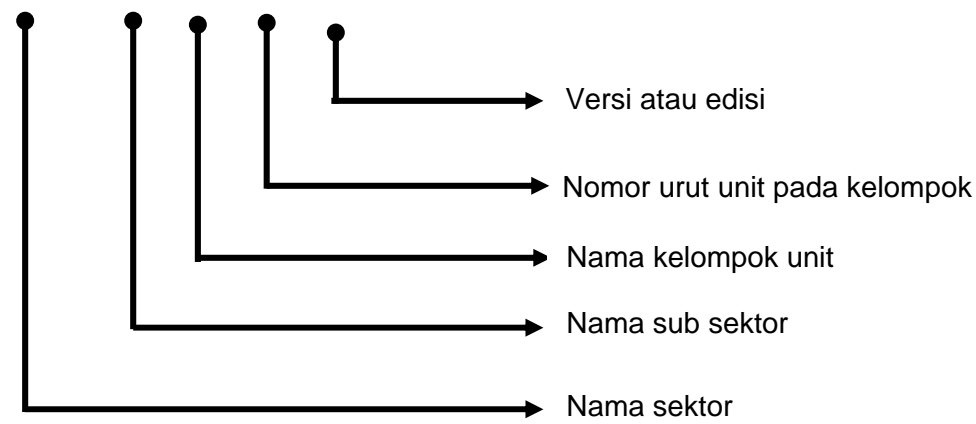 Versi atau edisi
Nomor urut unit pada kelompok
Nama kelompok unit
Nama sub sektor
Nama sektor